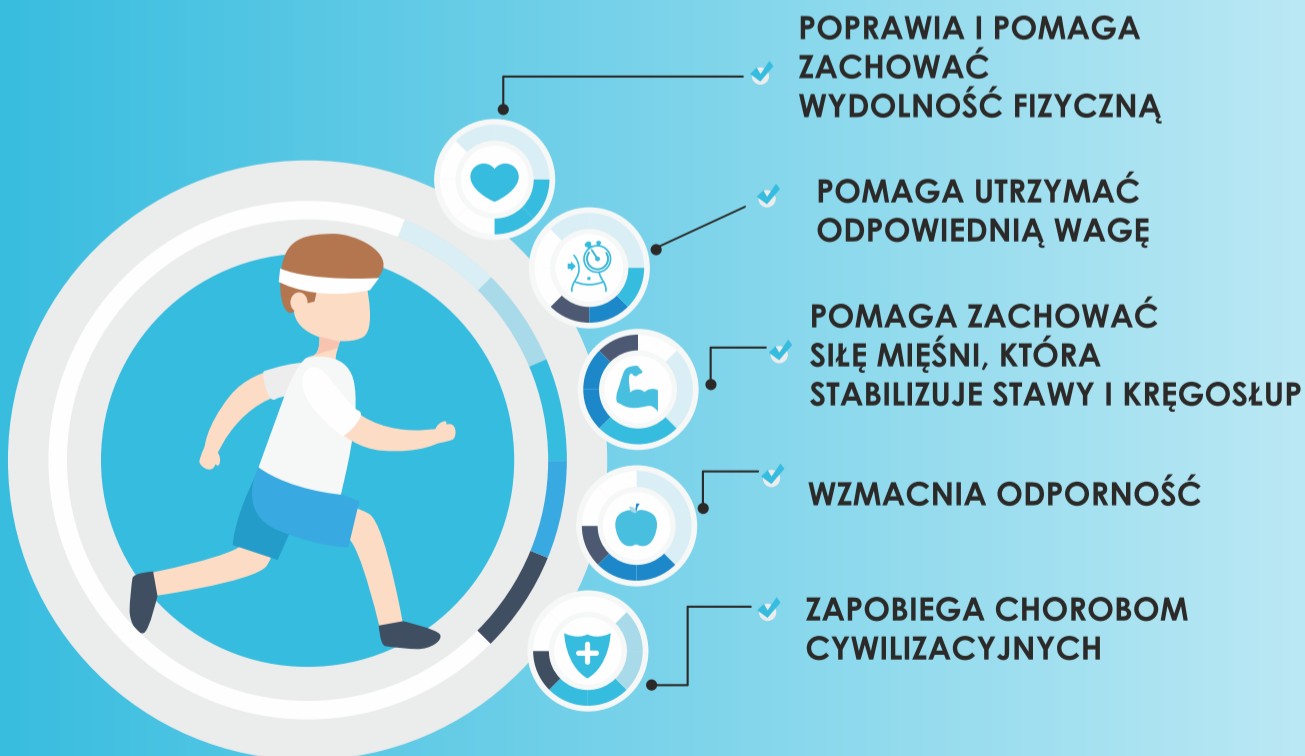 POPRAWIA I POMAGA
ZACHOWAĆ
WYDOLNOŚĆ FIZYCZNĄ
POMAGA UTRZYMAĆ
ODPOWIEDNIĄ WAGĘ
POMAGA ZACHOWAĆ
SIŁĘ MIĘŚNI, KTÓRA
STABILIZUJE STAWY I KRĘGOSŁUP
WZMACNIA ODPORNOŚĆ
ZAPOBIEGA CHOROBOM
CYWILIZACYJNYCH